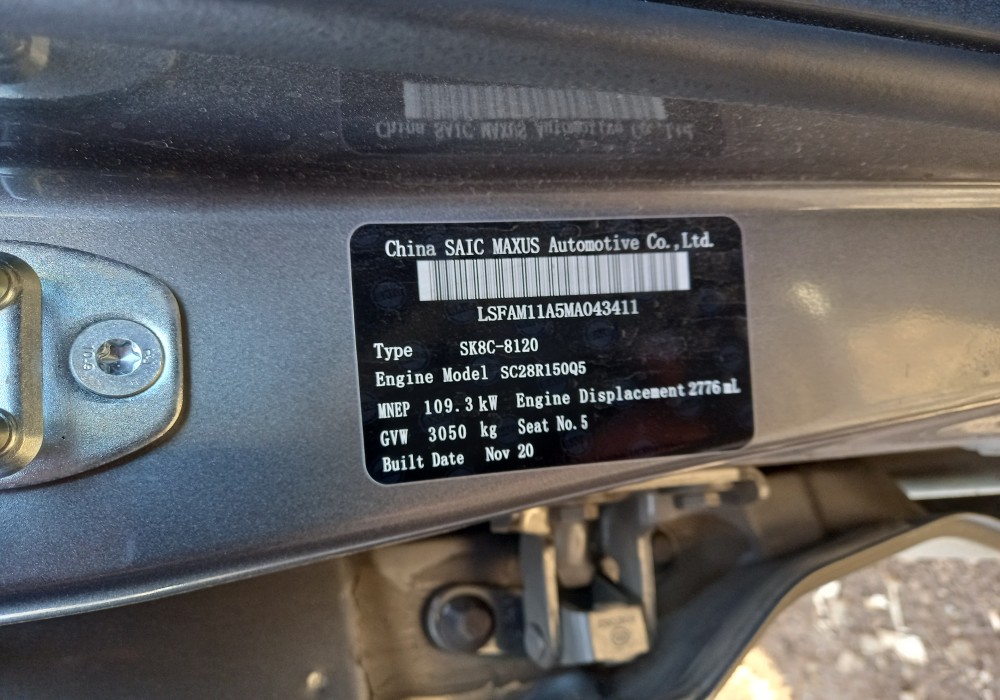 China SAIC MAXUS Automotive Co.,Ltd.
LSFAM11A5MA043411
Type SK8C-8120
Engine Model SC28R150Q5
MNEP 109.3 kW Engine Displacement 2776 mL
GVW 3050 kg Seat No. 5
Built Date Nov 20